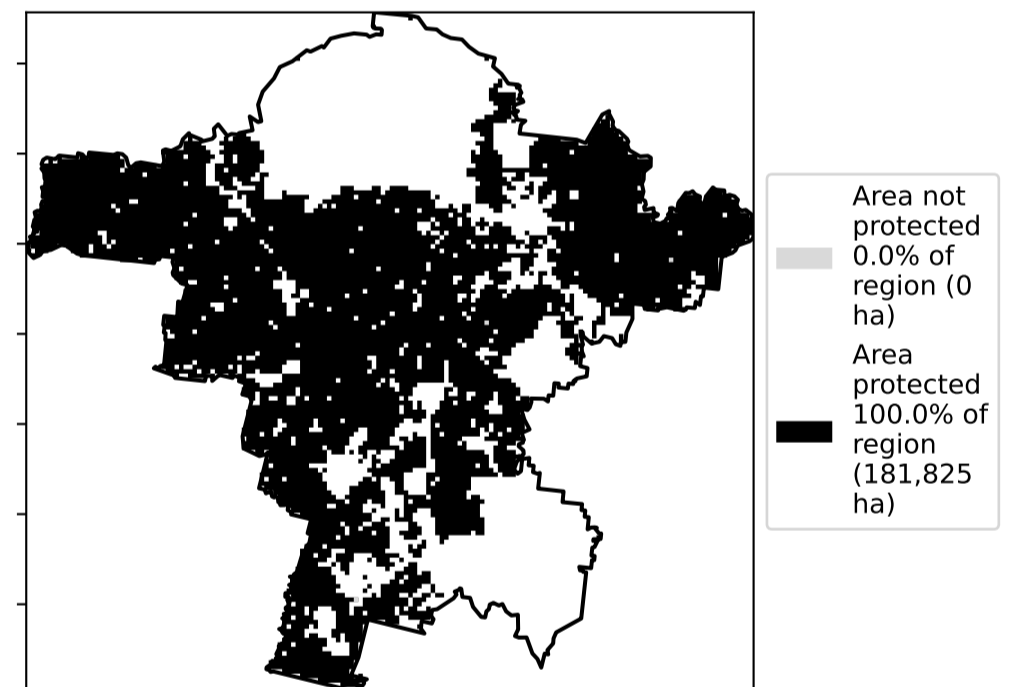 Area not
protected
0.0% of
region (0
ha)
Area
protected
100.0% of
region
(181,825
ha)